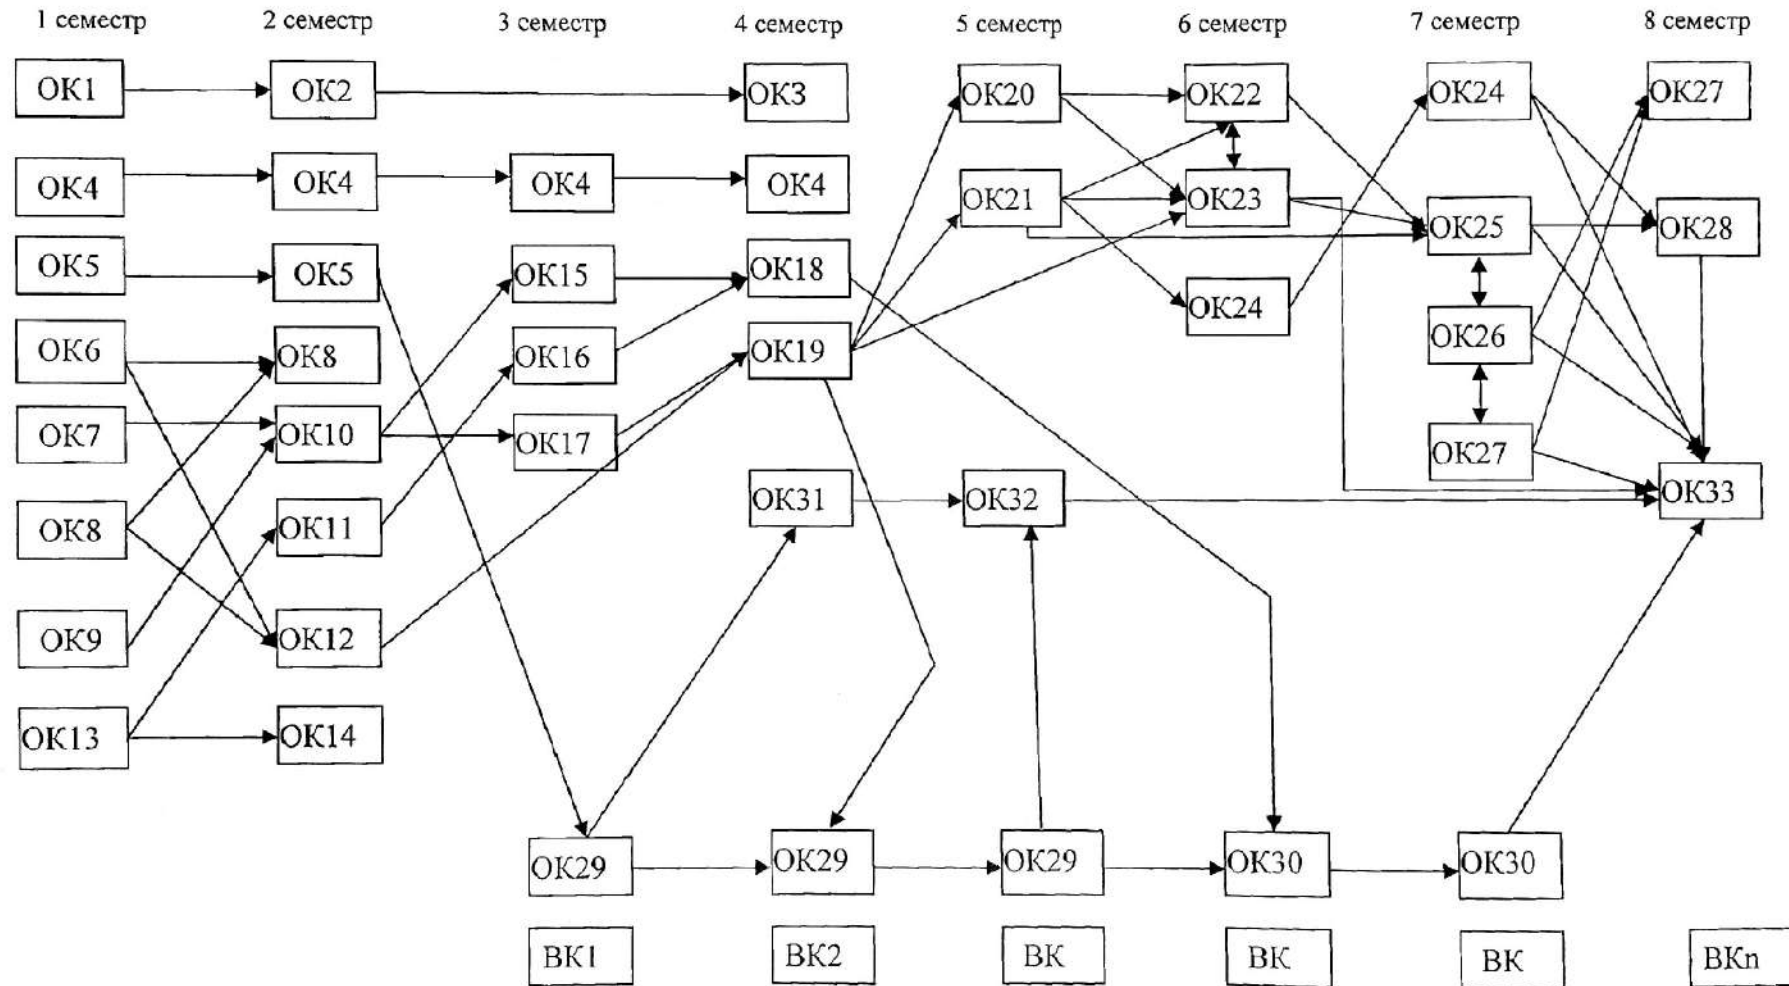 1 семестр 2 семестр 3 семестр 4 семестр 5 семестр 6 семестр 7 семестр 8 семестр
ОК1 ОК2 ОК3 ОК20 ОК22 ОК24 ОК27
ОК4 ОК4 ОК4 ОК4 ОК21 ОК23 ОК25 ОК28
ОК5 ОК5 ОК15 ОК18 ОК24
ОК6 ОК8 ОК16 ОК19 ОК26
ОК7 ОК10 ОК17 ОК27
ОК8 ОК11 ОК31 ОК32 ОК33
ОК9 ОК12
ОК13 ОК14
ОК29 ОК29 ОК29 ОК30 ОК30
ВК1 ВК2 ВК ВК ВК ВКn